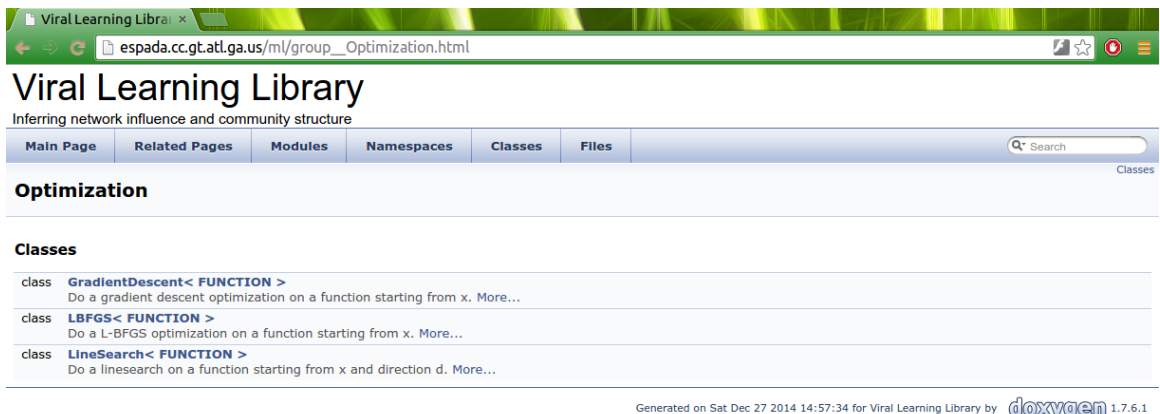 Viral Learning Librar
espada.cc.gt.atl.ga.us/ml/group__Optimization.html
Viral Learning Library
Inferring network influence and community structure
Main Page Related Pages Modules Namespaces Classes Files Search
Classes
Optimization
Classes
class GradientDescent< FUNCTION >
Do a gradient descent optimization on a function starting from x. More...
class LBFGS< FUNCTION >
Do a L-BFGS optimization on a function starting from x. More...
class LineSearch< FUNCTION >
Do a linesearch on a function starting from x and direction d. More...
Generated on Sat Dec 27 2014 14:57:34 for Viral Learning Library by doxygen 1.7.6.1